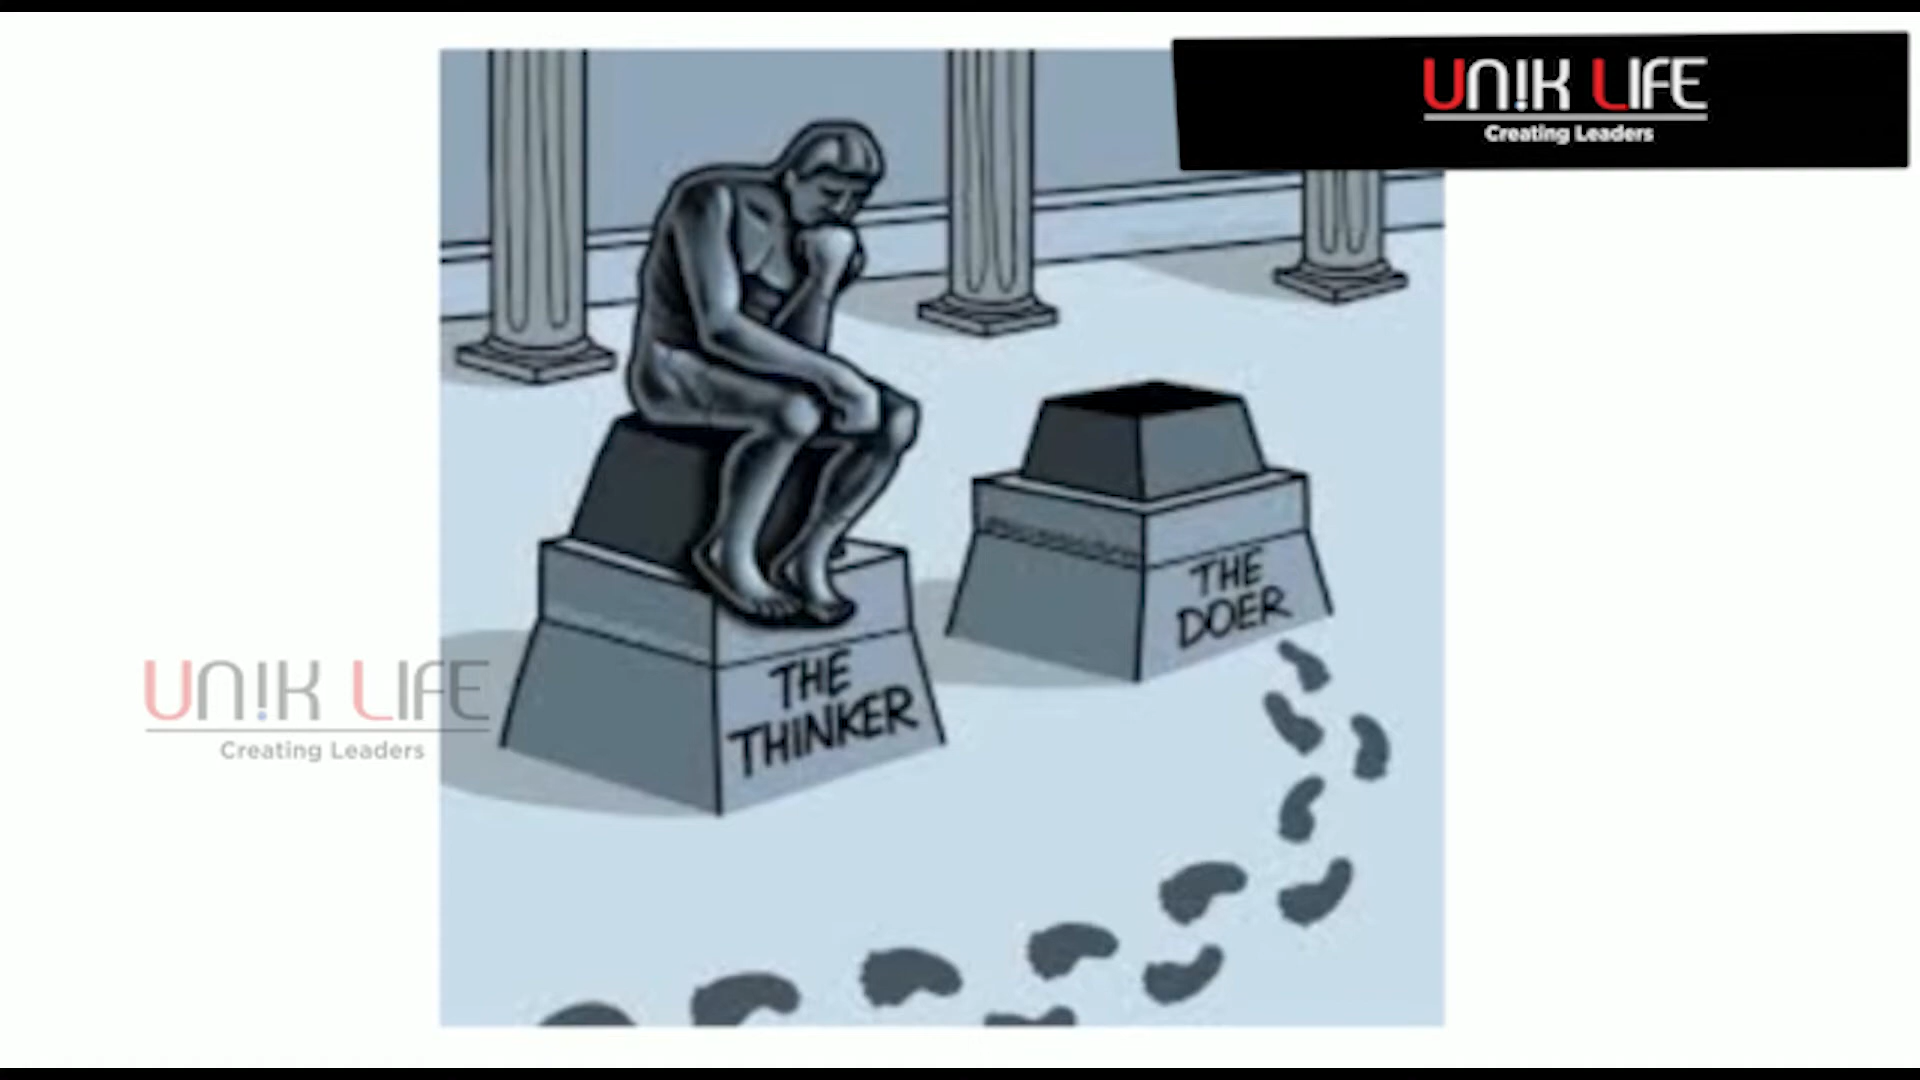 UN!K LIFE
Creating Leaders
THE
THINKER
THE
DOER
UN!K LIFE
Creating Leaders